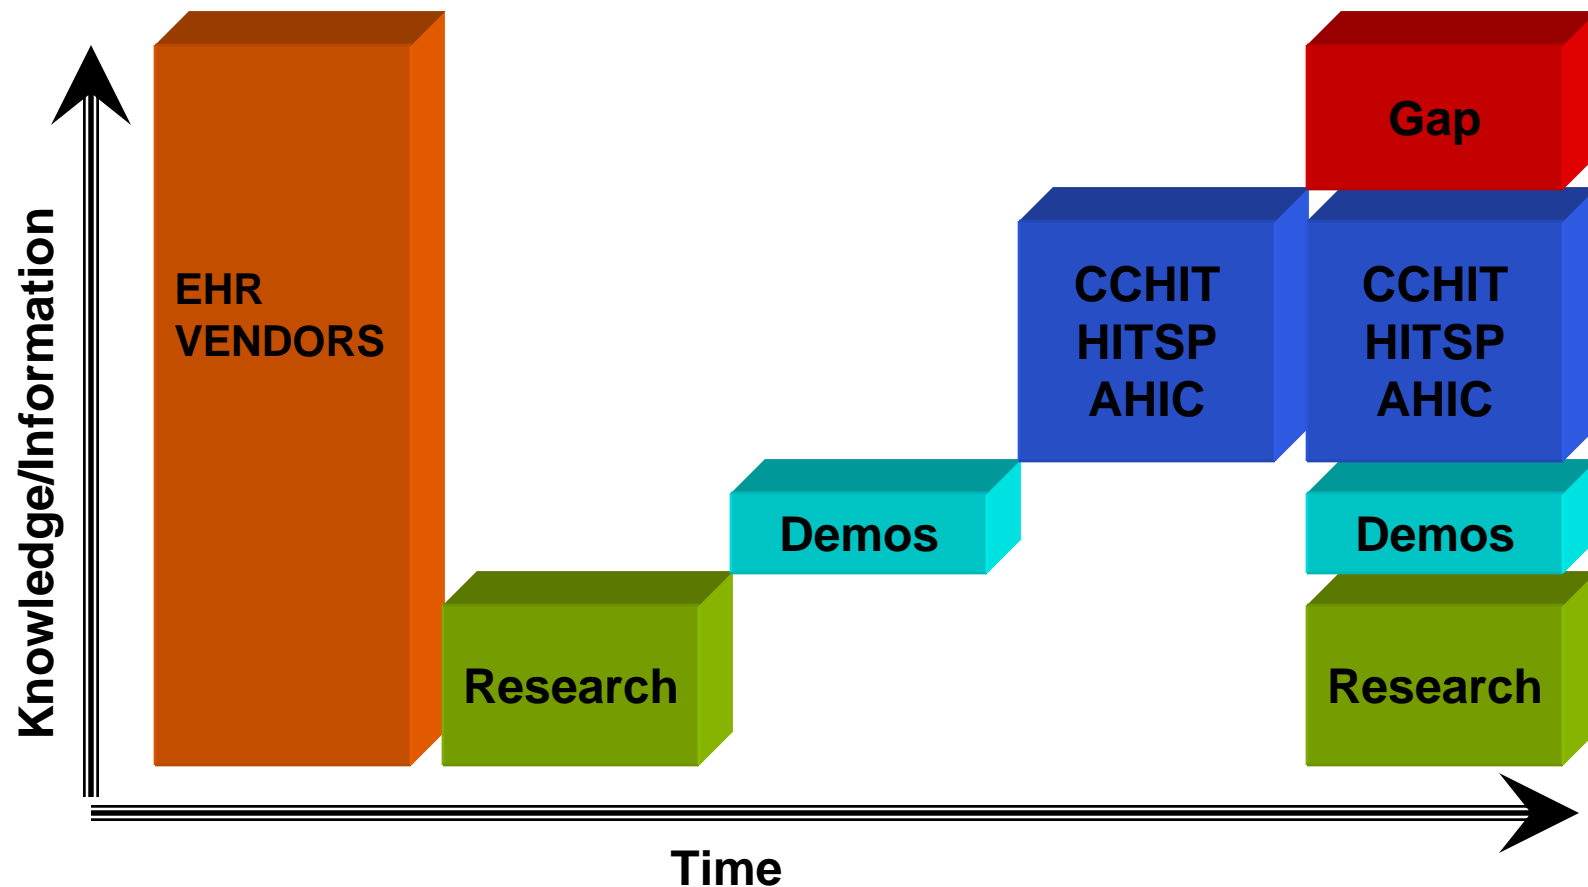 Knowledge/Information
EHR
VENDORS
Research
Demos
CCHIT
HITSP
AHIC
Gap
CCHIT
HITSP
AHIC
Demos
Research
Time